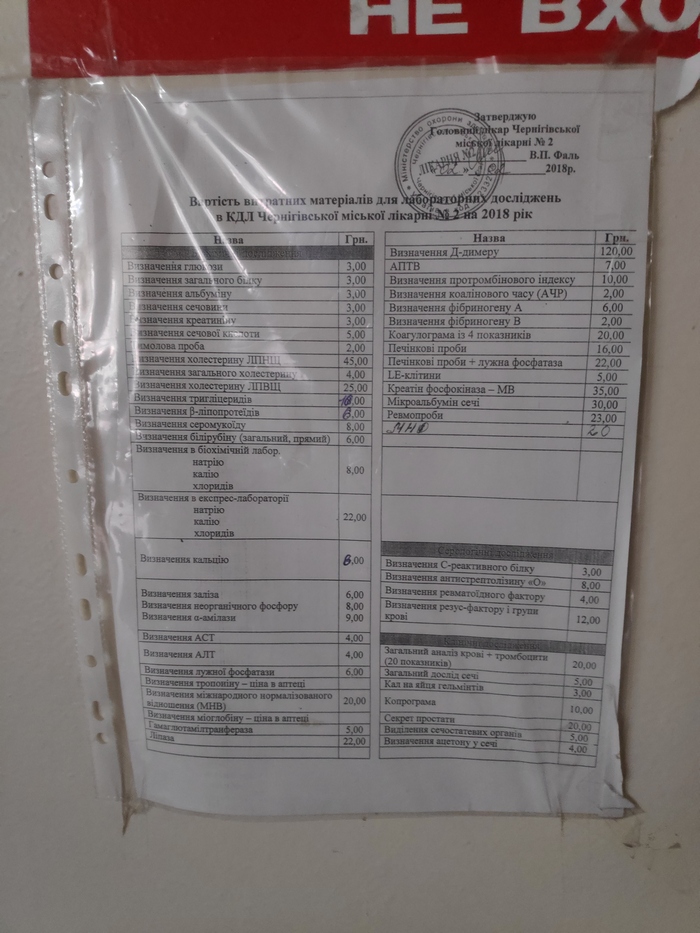 НЕ ВХО
Затверджую
Головний лікар Чернігівської
міської лікарні № 2
В.П. Фаль
2018р.
Вартість витратних матеріалів для лабораторних досліджень
в КДЛ Чернігівської міської лікарні № 2 на 2018 рік
Назва Грн.
Визначення глюкози 3,00
Визначення загального білку 3,00
Визначення альбуміну 3,00
Визначення сечовини 3,00
Визначення креатиніну 3,00
Визначення сечової кислоти 5,00
Тимолова проба 2,00
Визначення холестерину ЛПНЩ 45,00
Визначення загального холестерину 4,00
Визначення холестерину ЛПВЩ 25,00
Визначення тригліцеридів
Визначення β-ліпопротеїдів 6,00
Визначення серомукоїду 8,00
Визначення білірубіну (загальний, прямий) 6,00
Визначення в біохімічній лабор.
натрію
калію 8,00
хлоридів
Визначення в експрес-лабораторії
натрію
калію 22,00
хлоридів
Визначення кальцію 6,00
Визначення заліза 6,00
Визначення неорганічного фосфору 8,00
Визначення α-амілази 9,00
Визначення АСТ 4,00
Визначення АЛТ 4,00
Визначення лужної фосфатази 6,00
Визначення тропоніну – ціна в аптеці
Визначення міжнародного нормалізованого
відношення (МНВ) 20,00
Визначення міоглобіну – ціна в аптеці
Гамаглютамілтранфераза 5,00
Ліпаза 22,00
Назва Грн.
Визначення Д-димеру 120,00
АПТВ 7,00
Визначення протромбінового індексу 10,00
Визначення коалінового часу (АЧР) 2,00
Визначення фібриногену А 6,00
Визначення фібриногену В 2,00
Коагулограма із 4 показників 20,00
Печінкові проби 16,00
Печінкові проби + лужна фосфатаза 22,00
LE-клітини 5,00
Креатін фосфокіназа – МВ 35,00
Мікроальбумін сечі 30,00
Ревмопроби 23,00
20
Серологічні дослідження
Визначення С-реактивного білку 3,00
Визначення антистрептолізину «О» 8,00
Визначення ревматоїдного фактору 4,00
Визначення резус-фактору і групи
крові 12,00
Загальний аналіз крові + тромбоцити
(20 показників) 20,00
Загальний дослід сечі 5,00
Кал на яйця гельмінтів 3,00
Копрограма 10,00
Секрет простати 20,00
Виділення сечостатевих органів 5,00
Визначення ацетону у сечі 4,00